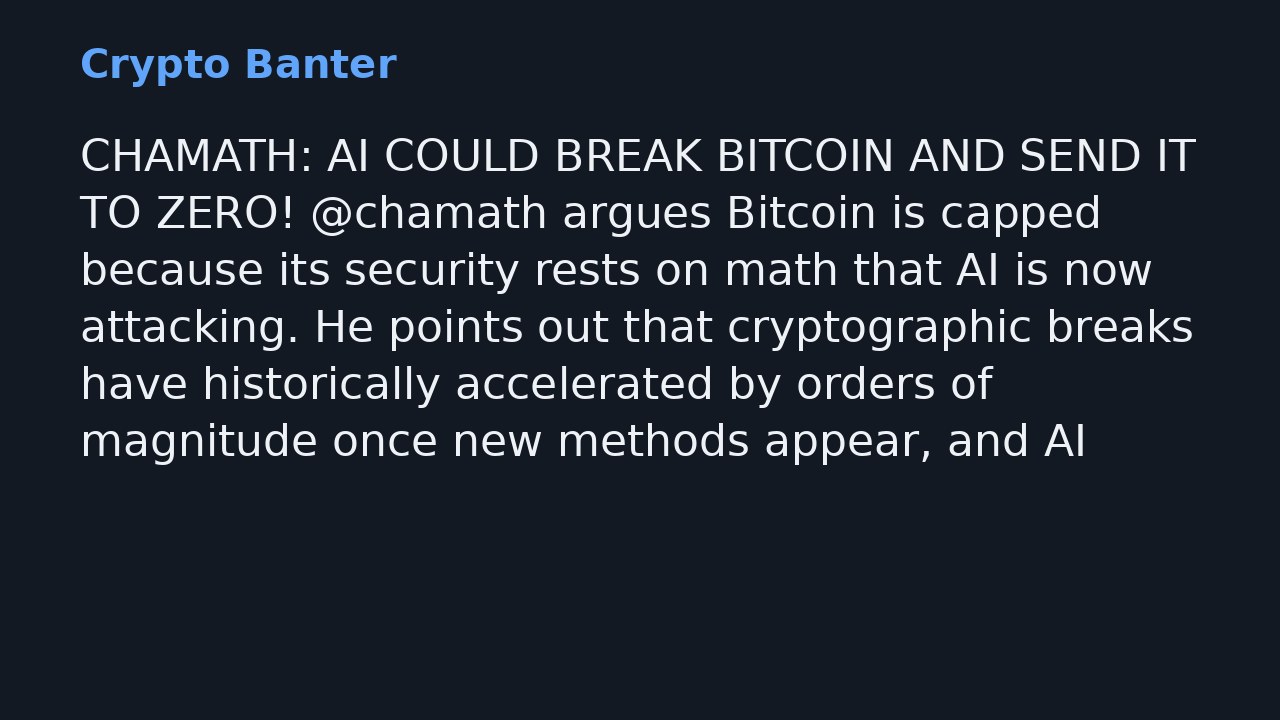 Crypto Banter
CHAMATH: AI COULD BREAK BITCOIN AND SEND IT
TO ZERO! @chamath argues Bitcoin is capped
because its security rests on math that AI is now
attacking. He points out that cryptographic breaks
have historically accelerated by orders of
magnitude once new methods appear, and AI